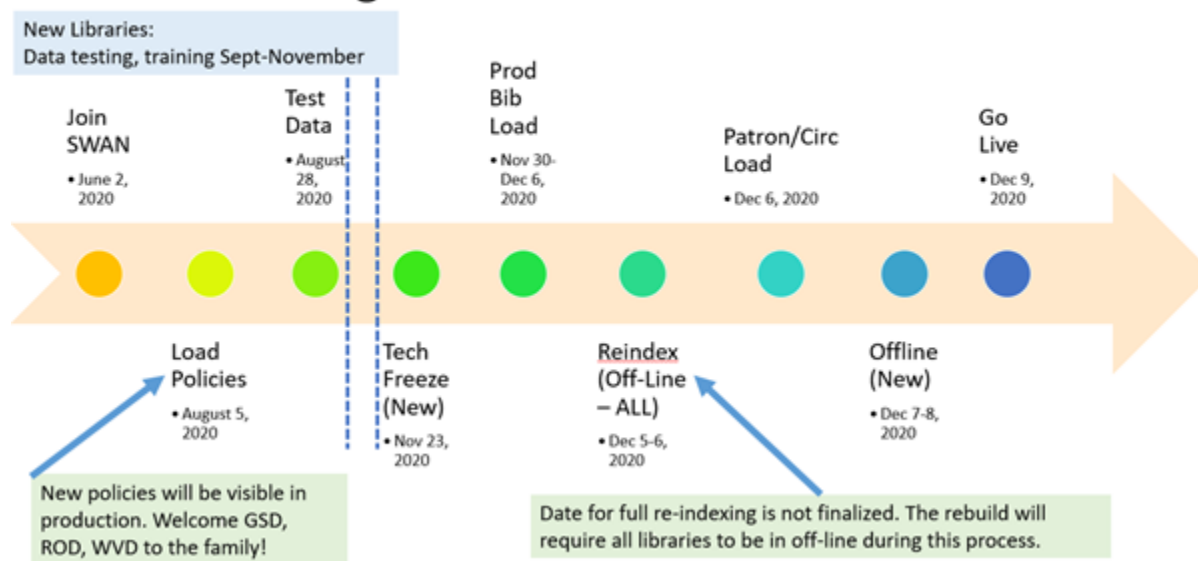 New Libraries:
Data testing, training Sept-November
Join
SWAN
• June 2,
2020
Test
Data
• August
28,
2020
Prod
Bib
Load
• Nov 30-
Dec 6,
2020
Patron/Circ
Load
• Dec 6, 2020
Go
Live
• Dec 9,
2020
Load
Policies
• August 5,
2020
Tech
Freeze
(New)
• Nov 23,
2020
Reindex
(Off-Line
– ALL)
• Dec 5-6,
2020
Offline
(New)
• Dec 7-8,
2020
New policies will be visible in
production. Welcome GSD,
ROD, WVD to the family!
Date for full re-indexing is not finalized. The rebuild will
require all libraries to be in off-line during this process.